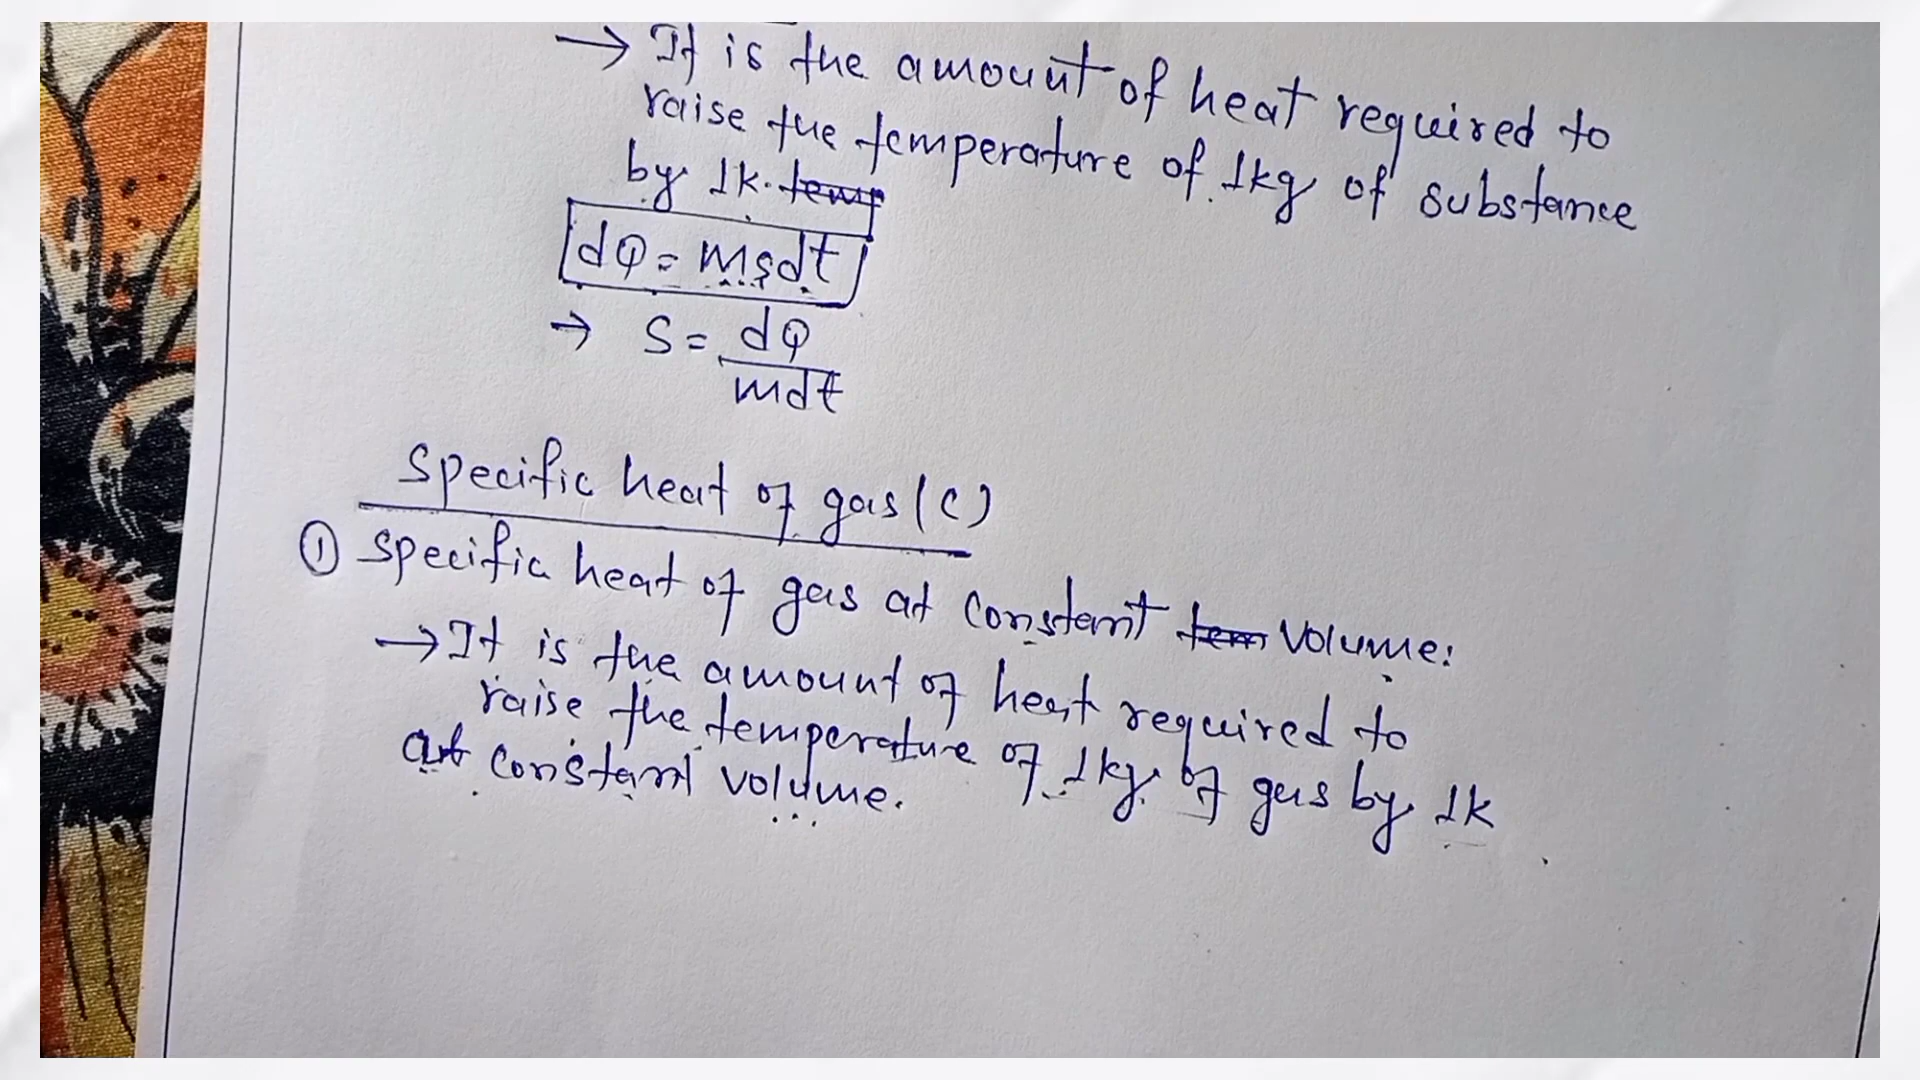 → It is the amount of heat required to
raise the temperature of 1kg of substance
by 1k. temp
dQ = msdt
→ S = dQ/mdt
Specific heat of gas (C)
① Specific heat of gas at constant tem Volume:
→ It is the amount of heat required to
raise the temperature of 1kg of gas by 1k
at constant volume.